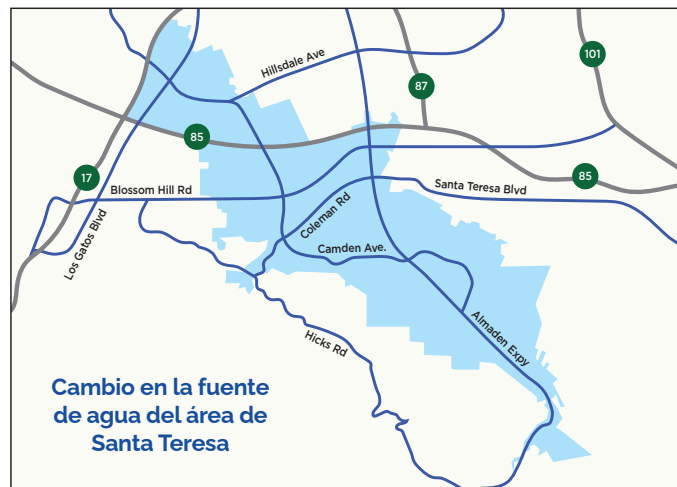 101
Hillsdale Ave
87
85
17
Blossom Hill Rd
Santa Teresa Blvd
85
Los Gatos Blvd
Coleman Rd
Camden Ave.
Almaden Expy
Hicks Rd
Cambio en la fuente
de agua del área de
Santa Teresa